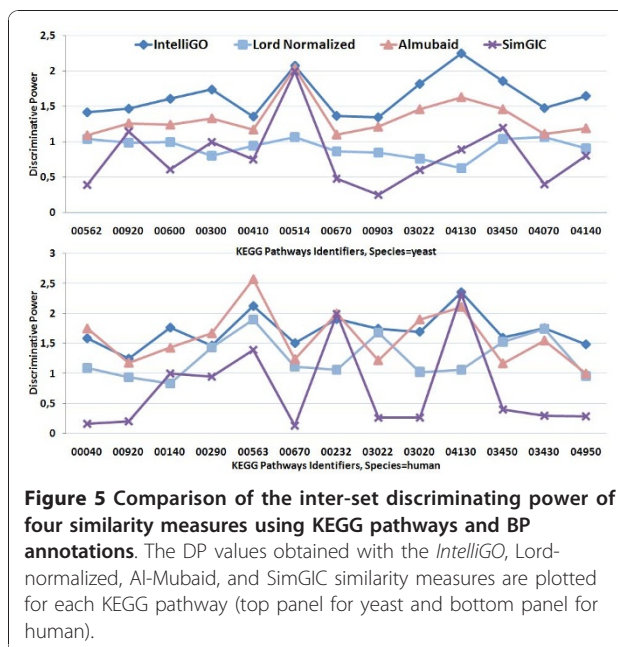 2,5
IntelliGO Lord Normalized Almubaid SimGIC
2
1,5
1
0,5
0
Discriminative Power
00562 00920 00600 00300 00410 00514 00670 00903 03022 04130 03450 04070 04140
KEGG Pathways Identifiers, Species=yeast
3
2,5
2
1,5
1
0,5
0
Discriminative Power
00040 00920 00140 00290 00563 00670 00232 03022 03020 04130 03450 03430 04950
KEGG Pathways Identifiers, Species=human
Figure 5 Comparison of the inter-set discriminating power of
four similarity measures using KEGG pathways and BP
annotations. The DP values obtained with the IntelliGO, Lord-
normalized, Al-Mubaid, and SimGIC similarity measures are plotted
for each KEGG pathway (top panel for yeast and bottom panel for
human).